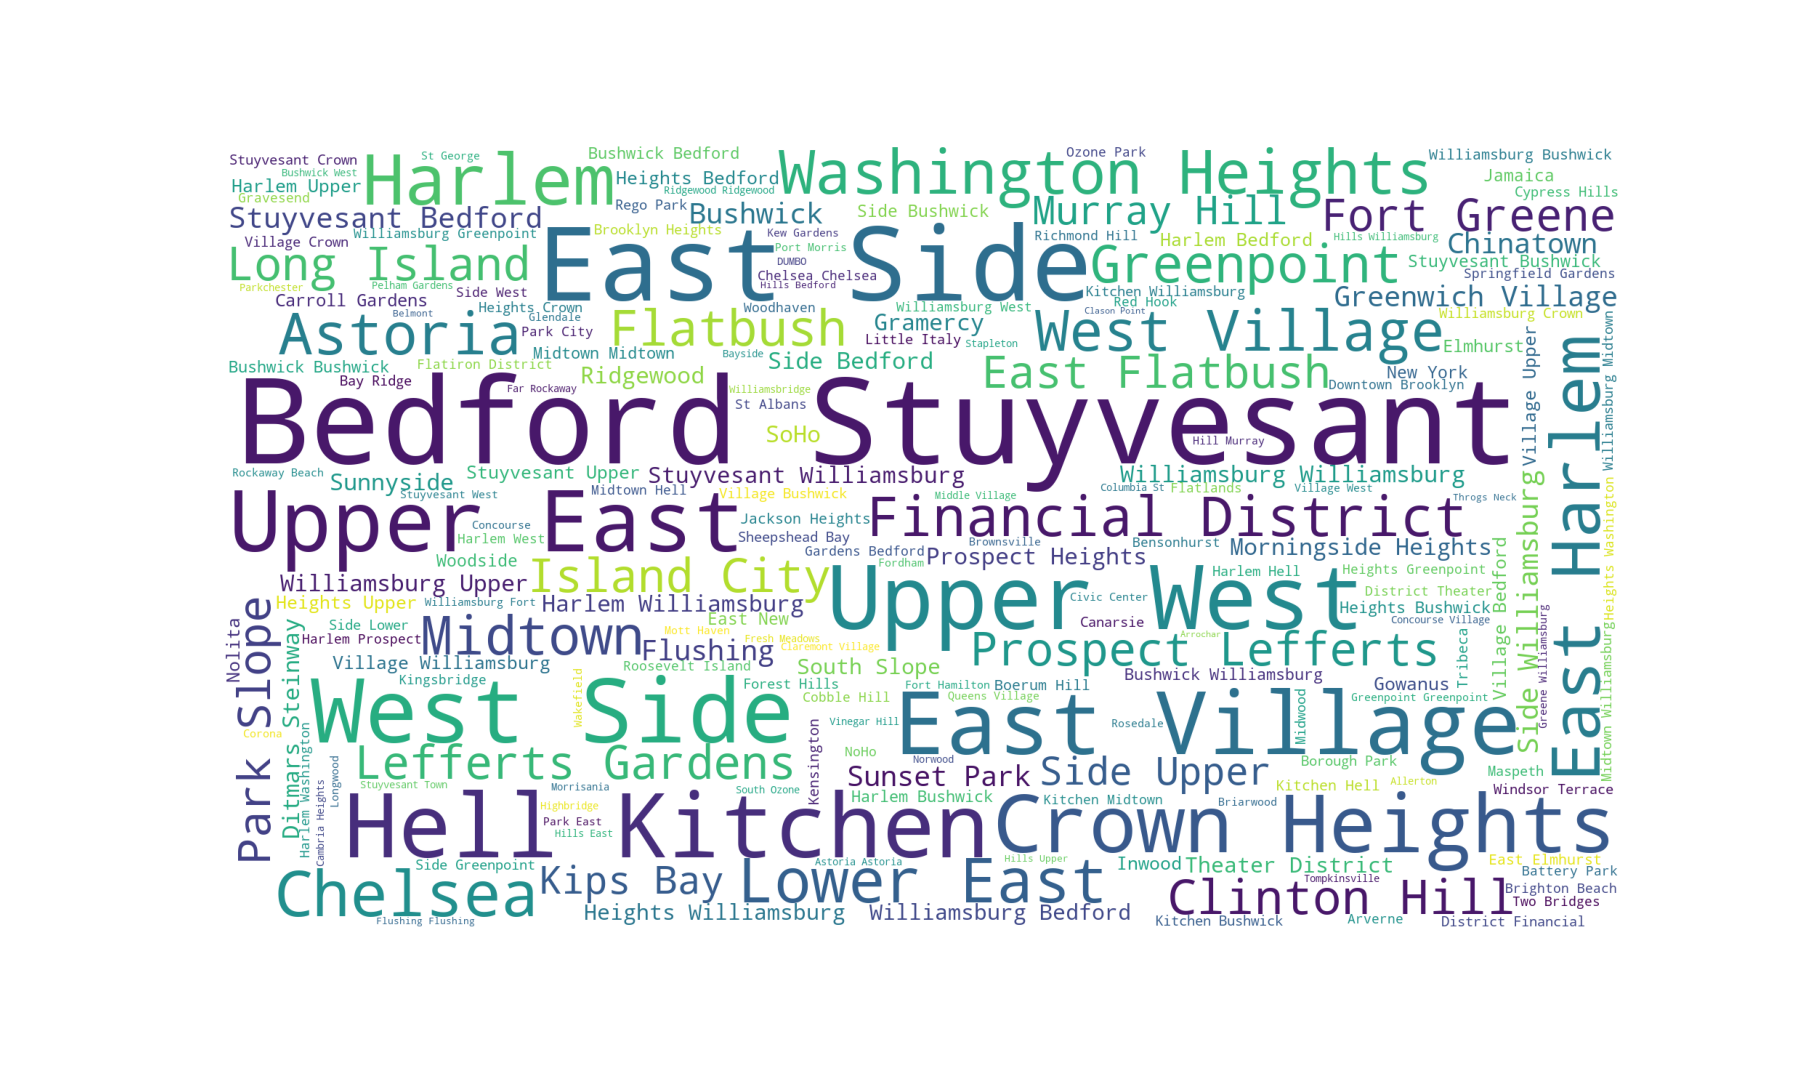 Stuyvesant Crown
St George
Bushwick West
Harlem Upper
Gravesend
Harlem
Bushwick Bedford
Heights Bedford
Ridgewood Ridgewood
Rego Park
Washington Heights
Ozone Park
Williamsburg Bushwick
Jamaica
Cypress Hills
Stuyvesant Bedford
Bushwick
Side Bushwick
Murray Hill
Fort Greene
Village Crown
Williamsburg Greenpoint
Brooklyn Heights
Kew Gardens
Port Morris
DUMBO
Richmond Hill
Harlem Bedford
Hills Williamsburg
Chinatown
Long Island
East Side
Chelsea Chelsea
Hills Bedford
Greenpoint
Stuyvesant Bushwick
Springfield Gardens
Parkchester
Pelham Gardens
Side West
Carroll Gardens
Belmont
Heights Crown
Glendale
Woodhaven
Williamsburg West
Kitchen Williamsburg
Red Hook
Clason Point
Greenwich Village
Williamsburg Crown
Astoria
Park City
Flatbush
Gramercy
Little Italy
Stapleton
West Village
Elmhurst
Midtown Midtown
Bayside
Side Bedford
Bushwick Bushwick
Flatiron District
Bay Ridge
Far Rockaway
Ridgewood
Williamsbridge
East Flatbush
New York
Downtown Brooklyn
Village Upper
Williamsburg Midtown
East Harlem
Bedford Stuyvesant
St Albans
SoHo
Hill Murray
Rockaway Beach
Sunnyside
Stuyvesant Upper
Stuyvesant Williamsburg
Williamsburg Williamsburg
Stuyvesant West
Midtown Hell
Village Bushwick
Middle Village
Columbia St
Flatlands
Village West
Throgs Neck
Upper East
Concourse
Harlem West
Jackson Heights
Sheepshead Bay
Financial District
Side Williamsburg
Heights Washington
Woodside
Gardens Bedford
Brownsville
Fordham
Prospect Heights
Bensonhurst
Morningside Heights
Williamsburg Upper
Island City
Upper West
Harlem Hell
Heights Greenpoint
District Theater
Village Bedford
Heights Upper
Williamsburg Fort
Harlem Williamsburg
Civic Center
Heights Bushwick
Concourse Village
Greene Williamsburg
Midtown Williamsburg
Side Lower
Harlem Prospect
Nolita
Park Slope
Ditmars Steinway
Midtown
East New
Mott Haven
Fresh Meadows
Claremont Village
Canarsie
Arrochar
Tribeca
Flushing
Prospect Lefferts
Village Williamsburg
Kingsbridge
Roosevelt Island
South Slope
Forest Hills
Cobble Hill
Fort Hamilton
Queens Village
Boerum Hill
Bushwick Williamsburg
Gowanus
Greenpoint Greenpoint
West Side
Wakefield
Vinegar Hill
East Village
Rosedale
Midwood
Corona
Harlem Washington
Cambria Heights
Longwood
Lefferts Gardens
Kensington
NoHo
Norwood
Borough Park
Stuyvesant Town
Morrisania
South Ozone
Sunset Park
Side Upper
Kitchen Hell
Allerton
Maspeth
Windsor Terrace
Hell Kitchen
Highbridge
Park East
Hills East
Harlem Bushwick
Kitchen Midtown
Briarwood
Crown Heights
Side Greenpoint
Astoria Astoria
Hills Upper
Inwood
Theater District
East Elmhurst
Battery Park
Chelsea
Kips Bay
Lower East
Tompkinsville
Clinton Hill
Brighton Beach
Two Bridges
Flushing Flushing
Heights Williamsburg
Williamsburg Bedford
Kitchen Bushwick
Arverne
District Financial